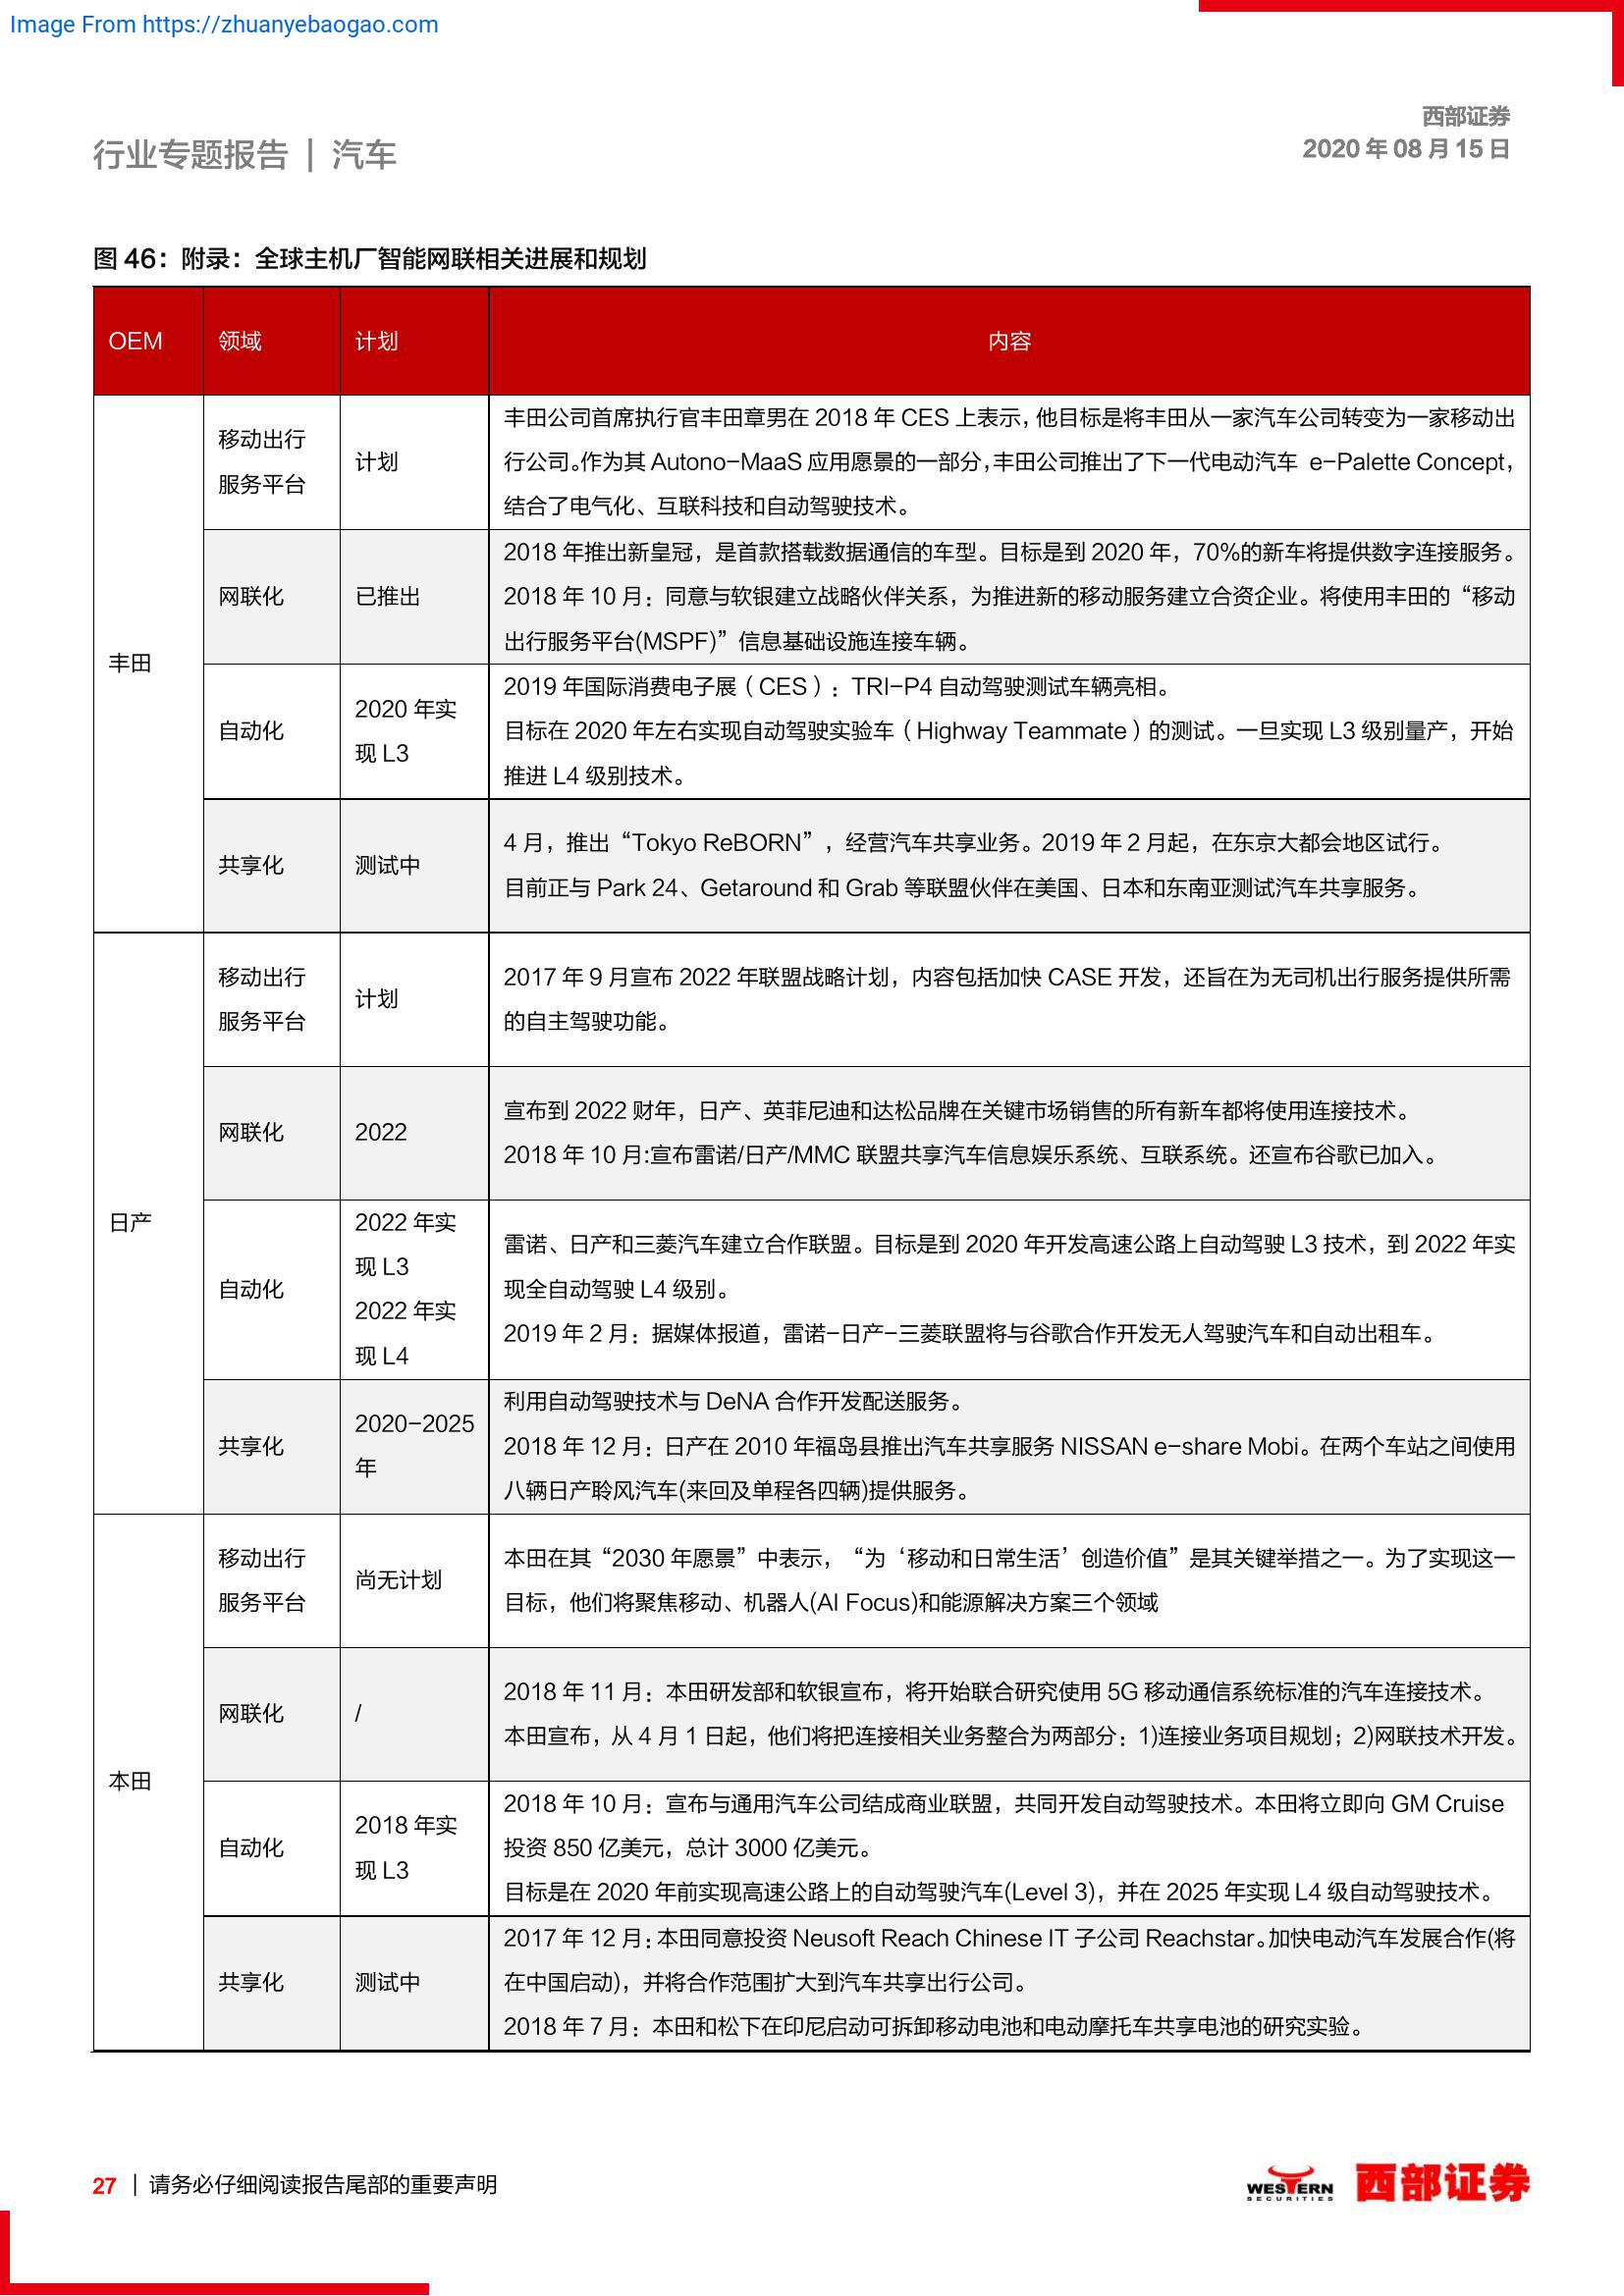 Image From https://zhuanyebaogao.com
西部证券
2020 年 08 月 15 日
行业专题报告 | 汽车
图 46：附录：全球主机厂智能网联相关进展和规划
OEM 领域 计划 内容
丰田
移动出行
服务平台
计划
丰田公司首席执行官丰田章男在 2018 年 CES 上表示，他目标是将丰田从一家汽车公司转变为一家移动出
行公司。作为其 Autono-MaaS 应用愿景的一部分，丰田公司推出了下一代电动汽车 e-Palette Concept，
结合了电气化、互联科技和自动驾驶技术。
网联化
已推出
2018 年推出新皇冠，是首款搭载数据通信的车型。目标是到 2020 年，70%的新车将提供数字连接服务。
2018 年 10 月：同意与软银建立战略伙伴关系，为推进新的移动服务建立合资企业。将使用丰田的“移动
出行服务平台(MSPF)”信息基础设施连接车辆。
自动化
2020 年实
现 L3
2019 年国际消费电子展（CES）：TRI-P4 自动驾驶测试车辆亮相。
目标在 2020 年左右实现自动驾驶实验车（Highway Teammate）的测试。一旦实现 L3 级别量产，开始
推进 L4 级别技术。
共享化
测试中
4 月，推出“Tokyo ReBORN”，经营汽车共享业务。2019 年 2 月起，在东京大都会地区试行。
目前正与 Park 24、Getaround 和 Grab 等联盟伙伴在美国、日本和东南亚测试汽车共享服务。
日产
移动出行
服务平台
计划
2017 年 9 月宣布 2022 年联盟战略计划，内容包括加快 CASE 开发，还旨在为无司机出行服务提供所需
的自主驾驶功能。
网联化
2022
宣布到 2022 财年，日产、英菲尼迪和达松品牌在关键市场销售的所有新车都将使用连接技术。
2018 年 10 月:宣布雷诺/日产/MMC 联盟共享汽车信息娱乐系统、互联系统。还宣布谷歌已加入。
自动化
2022 年实
现 L3
2022 年实
现 L4
雷诺、日产和三菱汽车建立合作联盟。目标是到 2020 年开发高速公路上自动驾驶 L3 技术，到 2022 年实
现全自动驾驶 L4 级别。
2019 年 2 月：据媒体报道，雷诺-日产-三菱联盟将与谷歌合作开发无人驾驶汽车和自动出租车。
共享化
2020-2025
年
利用自动驾驶技术与 DeNA 合作开发配送服务。
2018 年 12 月：日产在 2010 年福岛县推出汽车共享服务 NISSAN e-share Mobi。在两个车站之间使用
八辆日产聆风汽车(来回及单程各四辆)提供服务。
本田
移动出行
服务平台
尚无计划
本田在其“2030 年愿景”中表示，“为‘移动和日常生活’创造价值”是其关键举措之一。为了实现这一
目标，他们将聚焦移动、机器人(AI Focus)和能源解决方案三个领域
网联化
/
2018 年 11 月：本田研发部和软银宣布，将开始联合研究使用 5G 移动通信系统标准的汽车连接技术。
本田宣布，从 4 月 1 日起，他们将把连接相关业务整合为两部分：1)连接业务项目规划；2)网联技术开发。
自动化
2018 年实
现 L3
2018 年 10 月：宣布与通用汽车公司结成商业联盟，共同开发自动驾驶技术。本田将立即向 GM Cruise
投资 850 亿美元，总计 3000 亿美元。
目标是在 2020 年前实现高速公路上的自动驾驶汽车(Level 3)，并在 2025 年实现 L4 级自动驾驶技术。
共享化
测试中
2017 年 12 月：本田同意投资 Neusoft Reach Chinese IT 子公司 Reachstar。加快电动汽车发展合作(将
在中国启动)，并将合作范围扩大到汽车共享出行公司。
2018 年 7 月：本田和松下在印尼启动可拆卸移动电池和电动摩托车共享电池的研究实验。
27 | 请务必仔细阅读报告尾部的重要声明
WESTERN
SECURITIES
西部证券